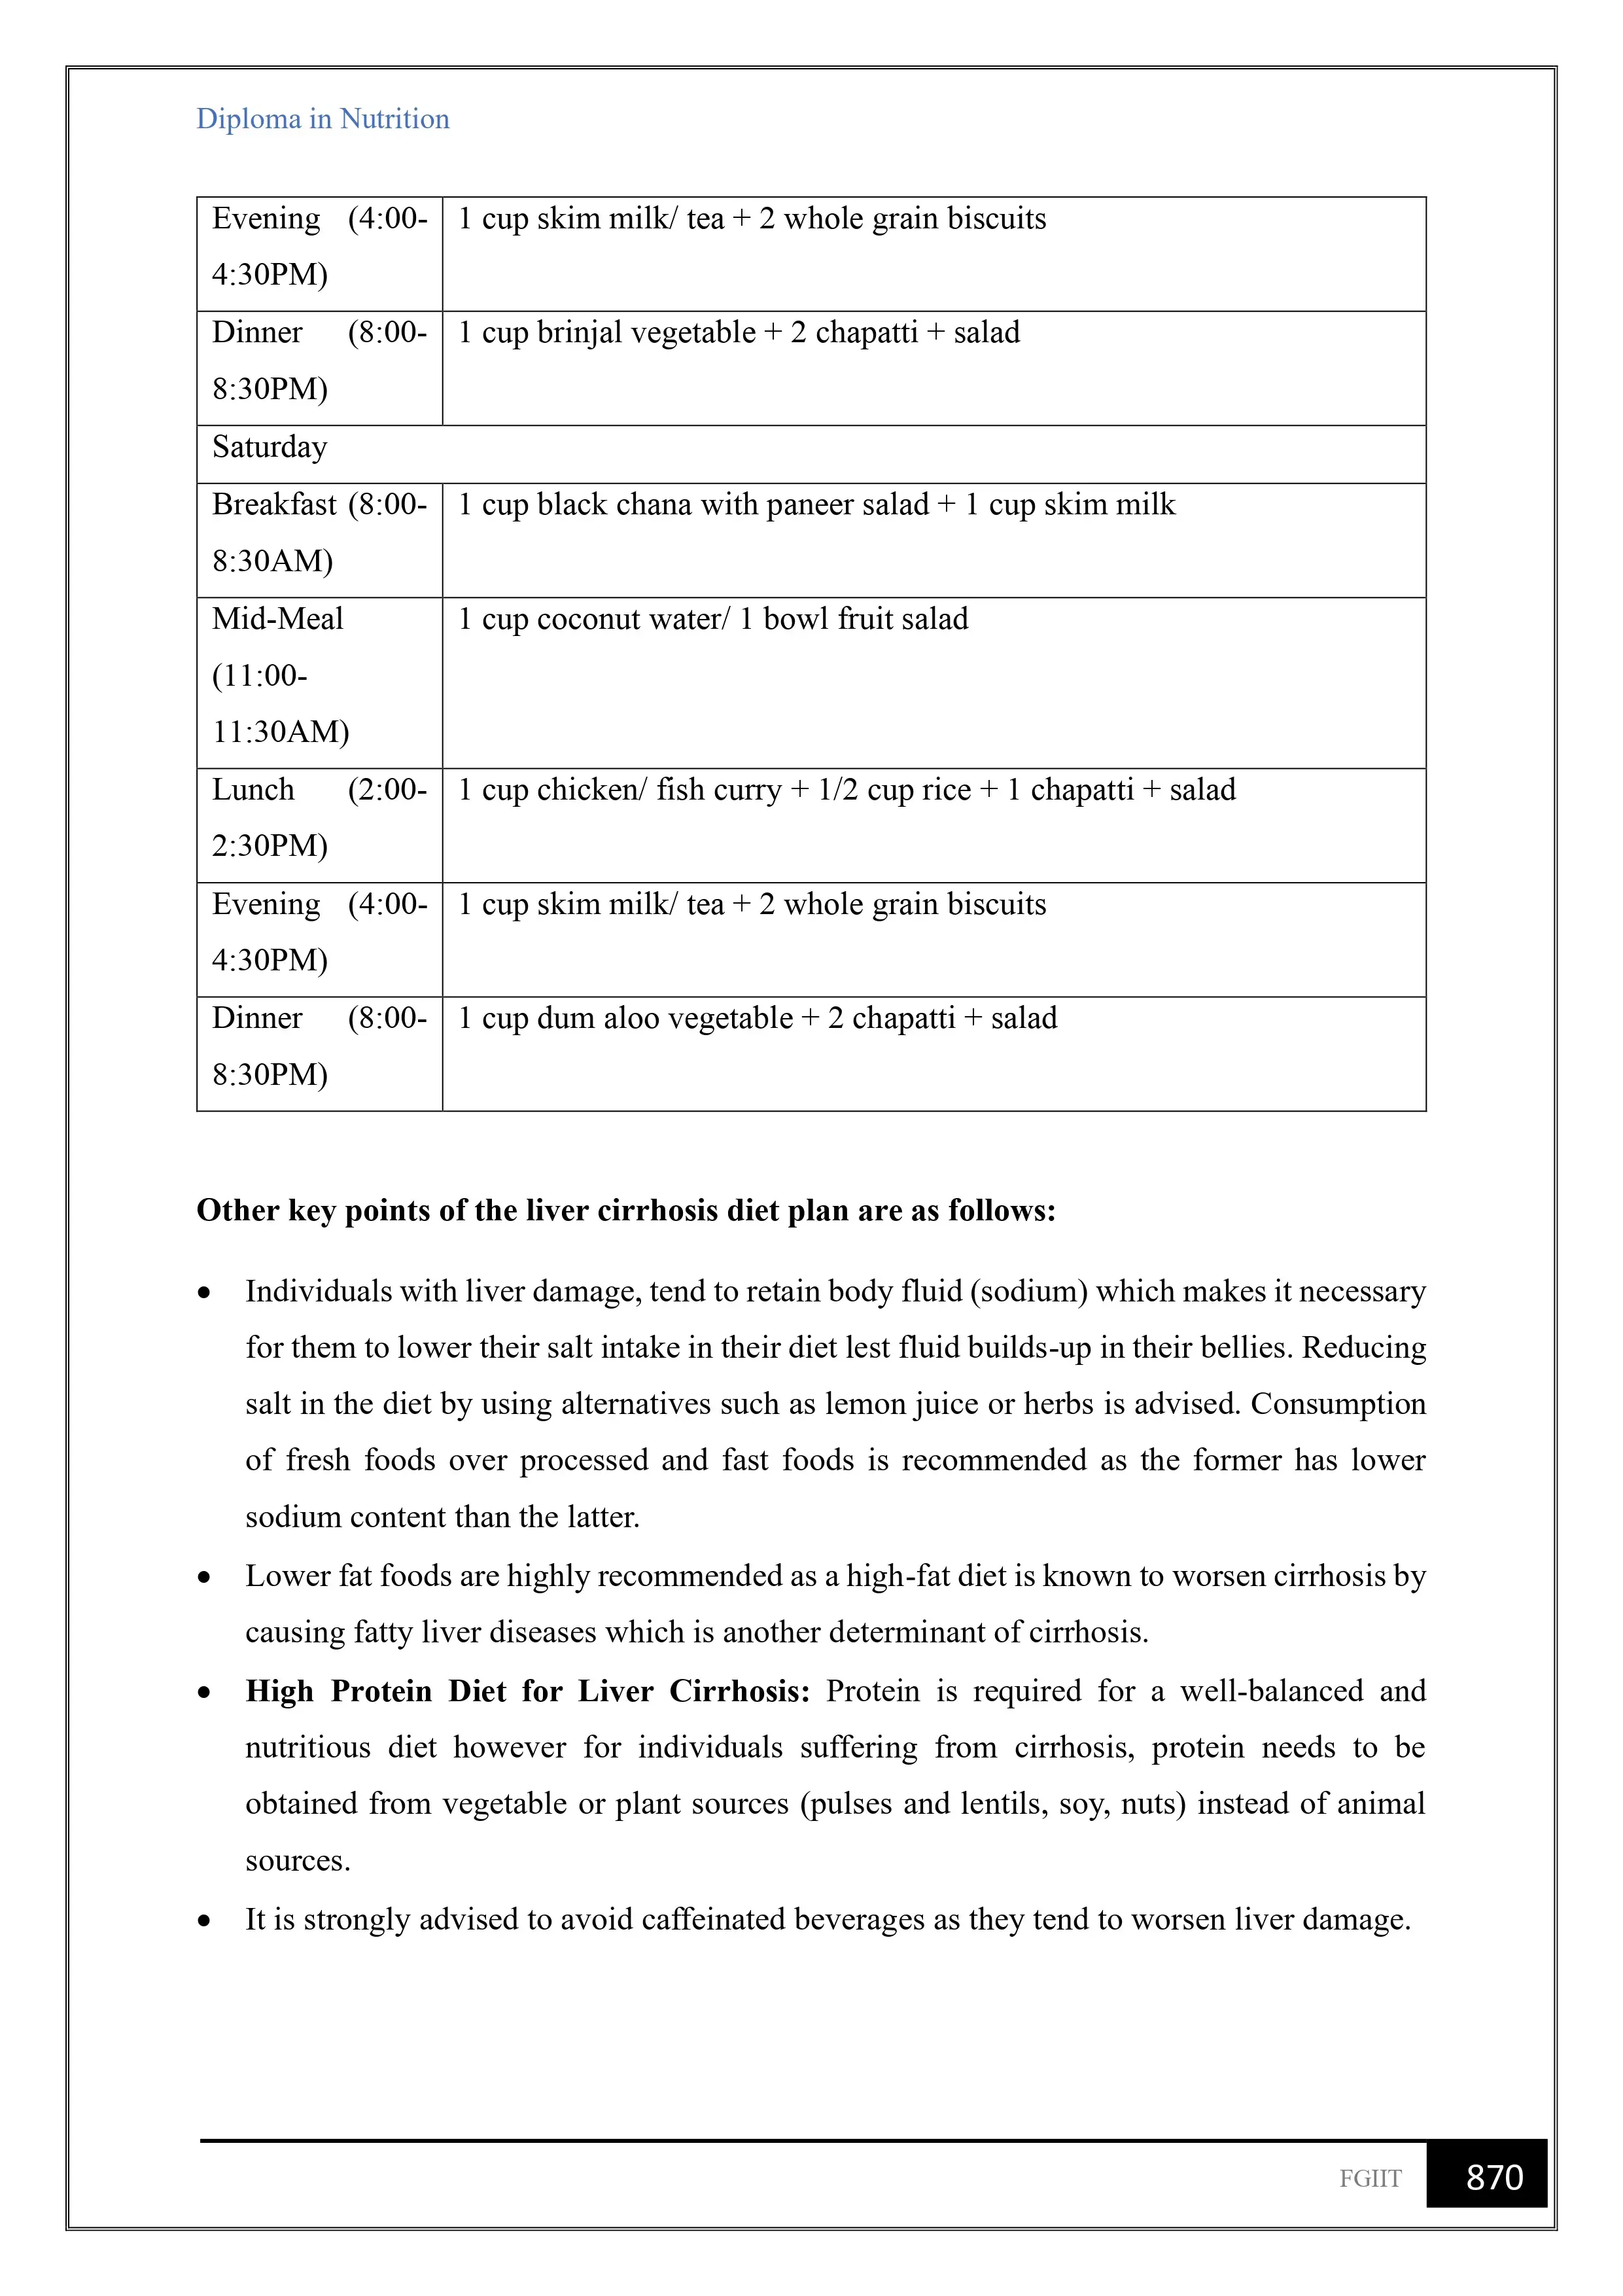 Diploma in Nutrition
Evening (4:00-
4:30PM)
1 cup skim milk/ tea + 2 whole grain biscuits
Dinner (8:00-
8:30PM)
1 cup brinjal vegetable + 2 chapatti + salad
Saturday
Breakfast (8:00-
8:30AM)
1 cup black chana with paneer salad + 1 cup skim milk
Mid-Meal
(11:00-
11:30AM)
1 cup coconut water/ 1 bowl fruit salad
Lunch (2:00-
2:30PM)
1 cup chicken/ fish curry + 1/2 cup rice + 1 chapatti + salad
Evening (4:00-
4:30PM)
1 cup skim milk/ tea + 2 whole grain biscuits
Dinner (8:00-
8:30PM)
1 cup dum aloo vegetable + 2 chapatti + salad
Other key points of the liver cirrhosis diet plan are as follows:
• Individuals with liver damage, tend to retain body fluid (sodium) which makes it necessary
for them to lower their salt intake in their diet lest fluid builds-up in their bellies. Reducing
salt in the diet by using alternatives such as lemon juice or herbs is advised. Consumption
of fresh foods over processed and fast foods is recommended as the former has lower
sodium content than the latter.
• Lower fat foods are highly recommended as a high-fat diet is known to worsen cirrhosis by
causing fatty liver diseases which is another determinant of cirrhosis.
• High Protein Diet for Liver Cirrhosis: Protein is required for a well-balanced and
nutritious diet however for individuals suffering from cirrhosis, protein needs to be
obtained from vegetable or plant sources (pulses and lentils, soy, nuts) instead of animal
sources.
• It is strongly advised to avoid caffeinated beverages as they tend to worsen liver damage.
FGIIT 870